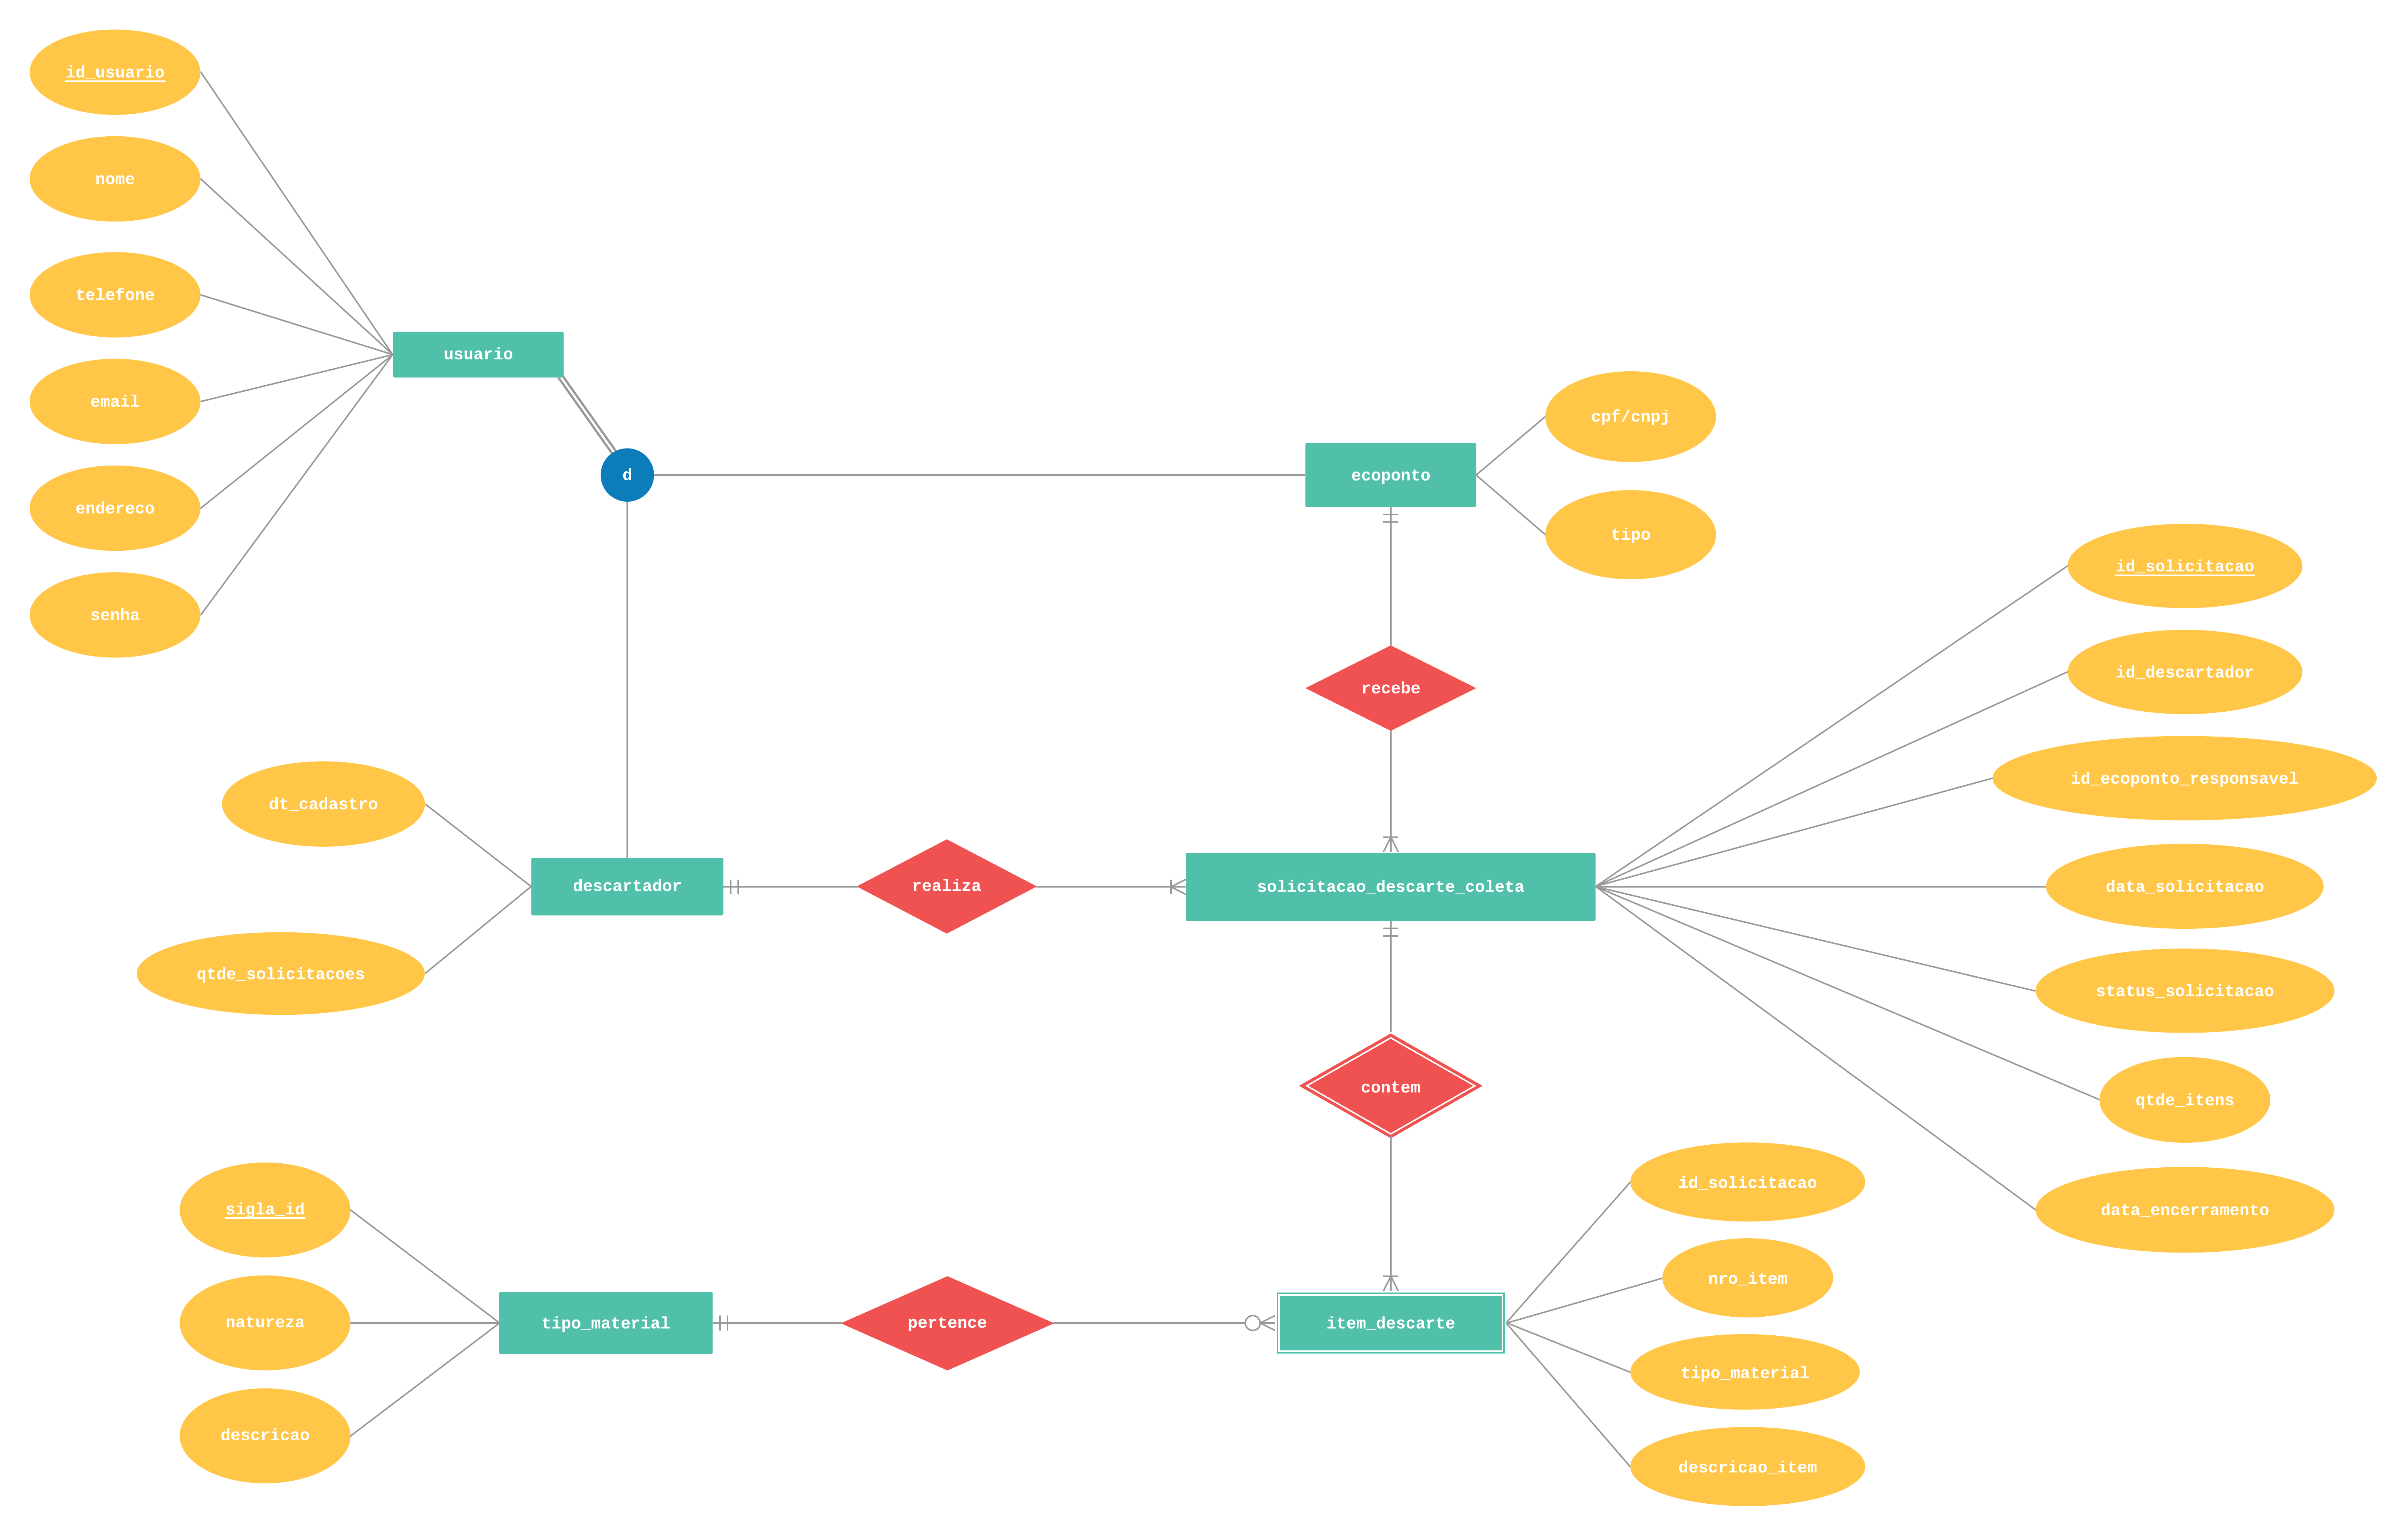 id_usuario
nome
telefone
email
endereco
senha
usuario
d
ecoponto
cpf/cnpj
tipo
recebe
id_solicitacao
id_descartador
id_ecoponto_responsavel
data_solicitacao
status_solicitacao
qtde_itens
data_encerramento
dt_cadastro
qtde_solicitacoes
descartador
realiza
solicitacao_descarte_coleta
contem
sigla_id
natureza
descricao
tipo_material
pertence
item_descarte
id_solicitacao
nro_item
tipo_material
descricao_item